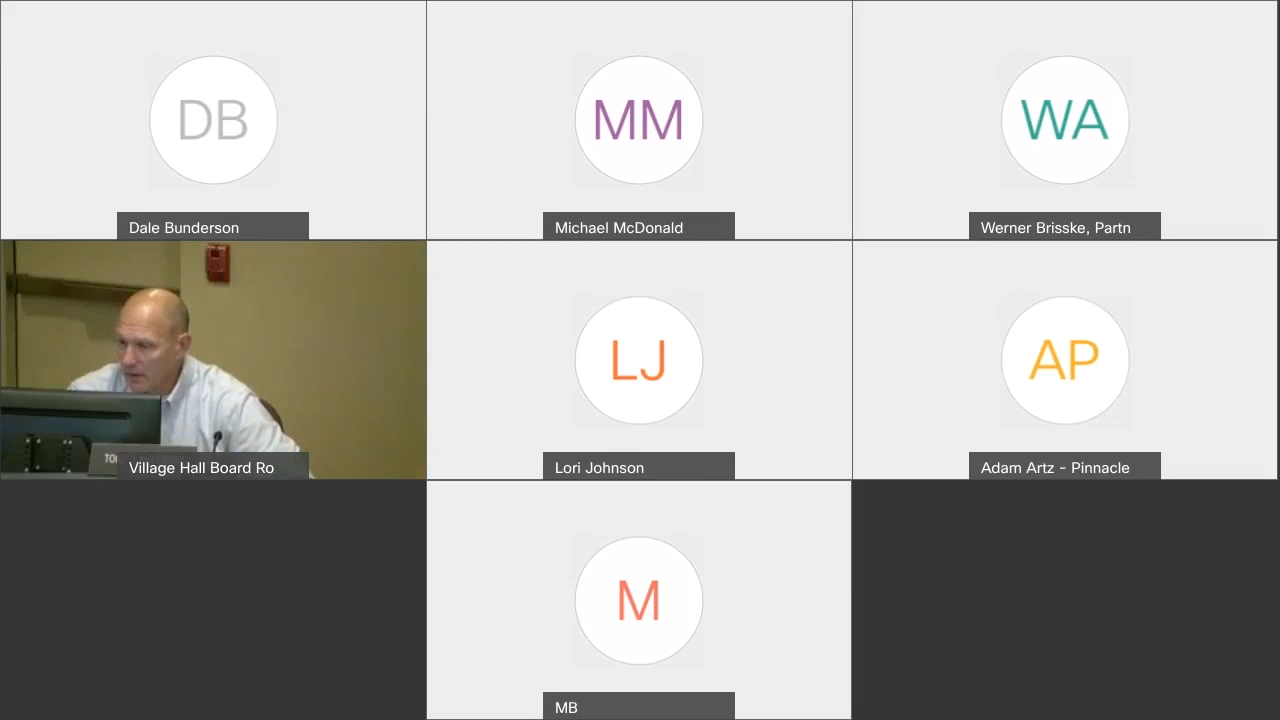 DB
MM
WA
Dale Bunderson
Michael McDonald
Werner Brisske, Partn
LJ
AP
Village Hall Board Ro
Lori Johnson
Adam Artz - Pinnacle
M
MB